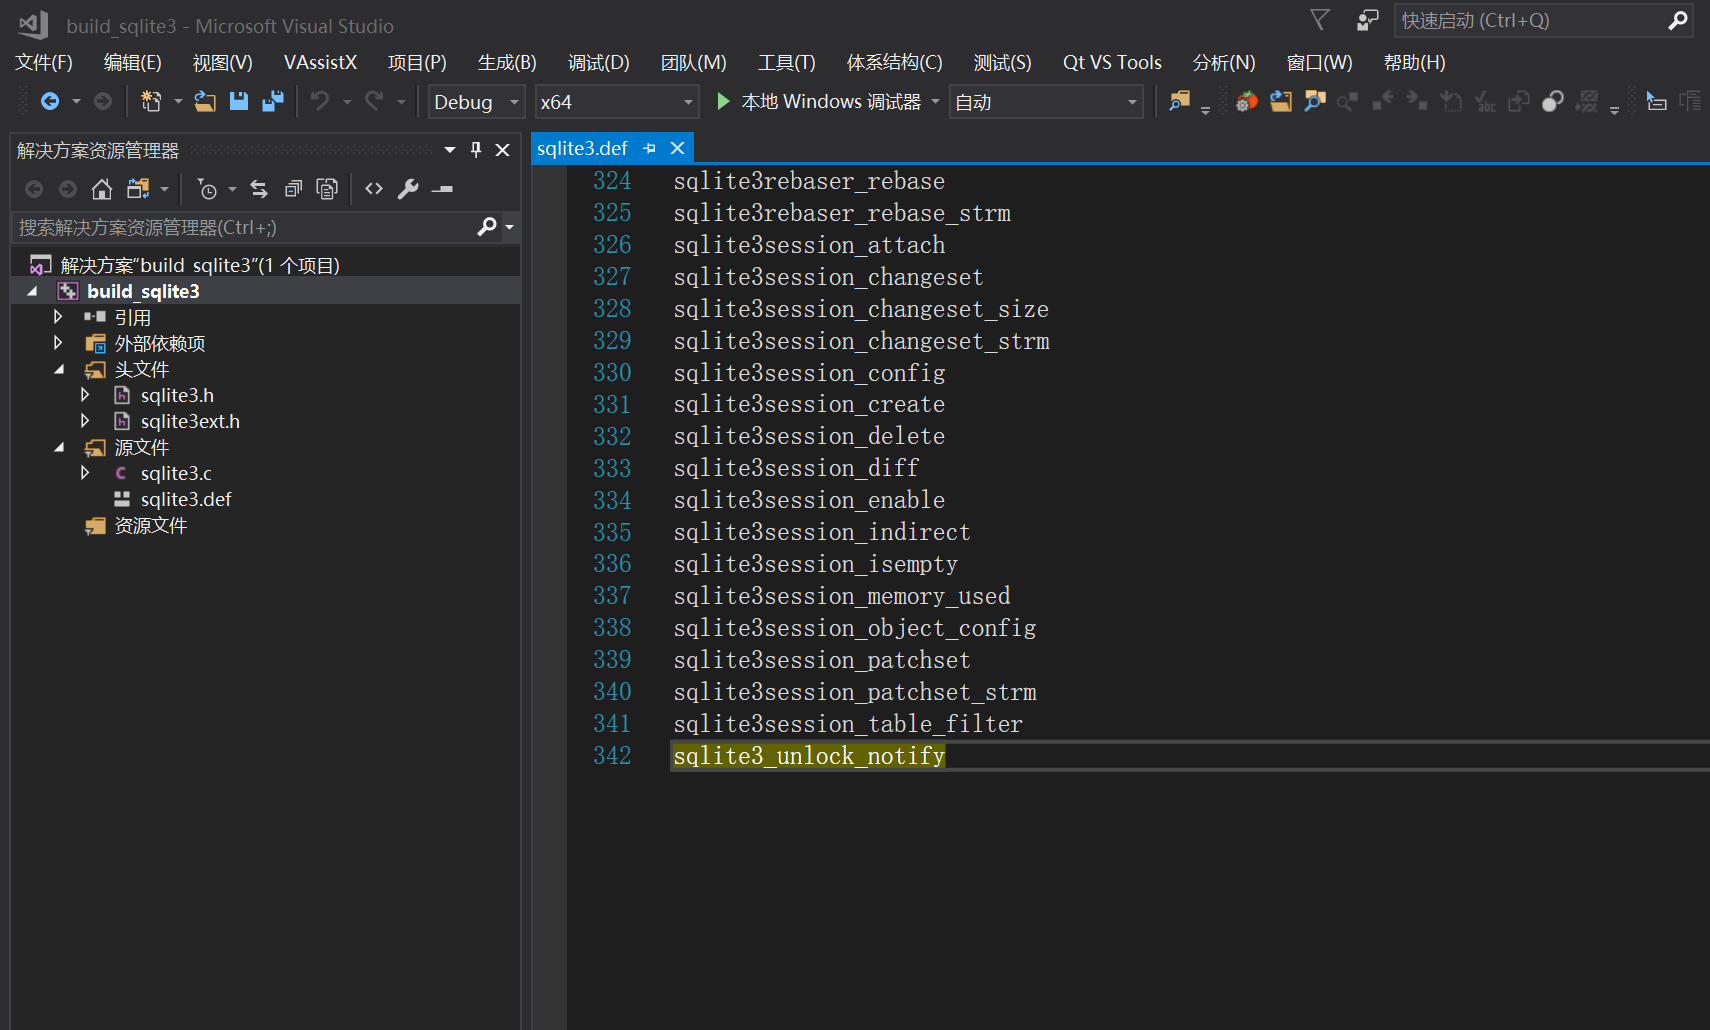 build_sqlite3 - Microsoft Visual Studio
快速启动 (Ctrl+Q)
文件(F) 编辑(E) 视图(V) VAssistX 项目(P) 生成(B) 调试(D) 团队(M) 工具(T) 体系结构(C) 测试(S) Qt VS Tools 分析(N) 窗口(W) 帮助(H)
Debug x64 本地 Windows 调试器 自动
解决方案资源管理器
搜索解决方案资源管理器(Ctrl+;)
解决方案“build_sqlite3”(1 个项目)
build_sqlite3
引用
外部依赖项
头文件
sqlite3.h
sqlite3ext.h
源文件
sqlite3.c
sqlite3.def
资源文件
sqlite3.def
324 sqlite3rebaser_rebase
325 sqlite3rebaser_rebase_strm
326 sqlite3session_attach
327 sqlite3session_changeset
328 sqlite3session_changeset_size
329 sqlite3session_changeset_strm
330 sqlite3session_config
331 sqlite3session_create
332 sqlite3session_delete
333 sqlite3session_diff
334 sqlite3session_enable
335 sqlite3session_indirect
336 sqlite3session_isempty
337 sqlite3session_memory_used
338 sqlite3session_object_config
339 sqlite3session_patchset
340 sqlite3session_patchset_strm
341 sqlite3session_table_filter
342 sqlite3_unlock_notify